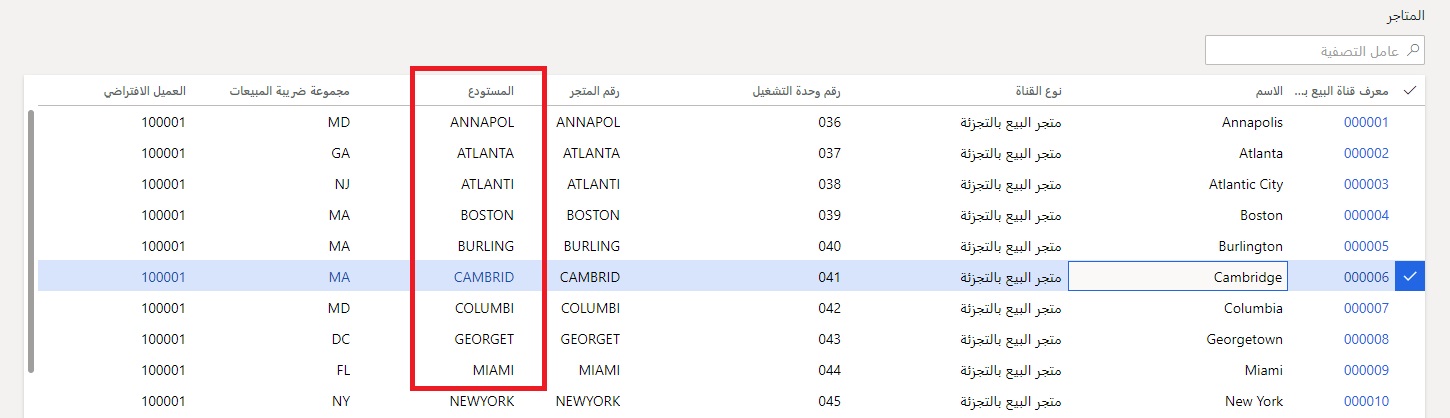 المتاجر
عامل التصفية
معرف قناة البيع بـ... الاسم نوع القناة رقم وحدة التشغيل رقم المتجر المستودع مجموعة ضريبة المبيعات العميل الافتراضي
000001 Annapolis متجر البيع بالتجزئة 036 ANNAPOL ANNAPOL MD 100001
000002 Atlanta متجر البيع بالتجزئة 037 ATLANTA ATLANTA GA 100001
000003 Atlantic City متجر البيع بالتجزئة 038 ATLANTI ATLANTI NJ 100001
000004 Boston متجر البيع بالتجزئة 039 BOSTON BOSTON MA 100001
000005 Burlington متجر البيع بالتجزئة 040 BURLING BURLING MA 100001
000006 Cambridge متجر البيع بالتجزئة 041 CAMBRID CAMBRID MA 100001
000007 Columbia متجر البيع بالتجزئة 042 COLUMBI COLUMBI MD 100001
000008 Georgetown متجر البيع بالتجزئة 043 GEORGET GEORGET DC 100001
000009 Miami متجر البيع بالتجزئة 044 MIAMI MIAMI FL 100001
000010 New York متجر البيع بالتجزئة 045 NEWYORK NEWYORK NY 100001